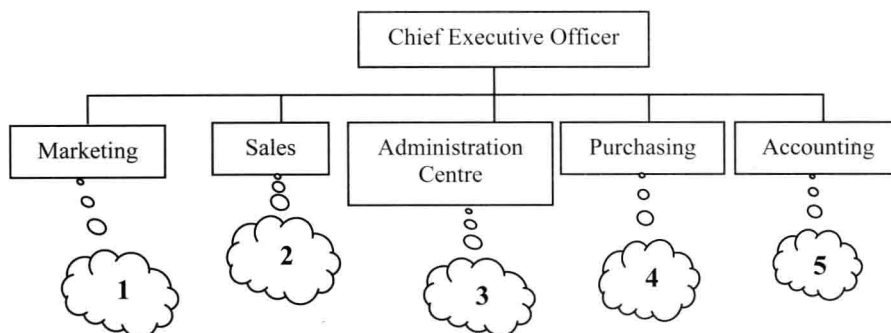 Chief Executive Officer
Marketing
Sales
Administration
Centre
Purchasing
Accounting
1
2
3
4
5